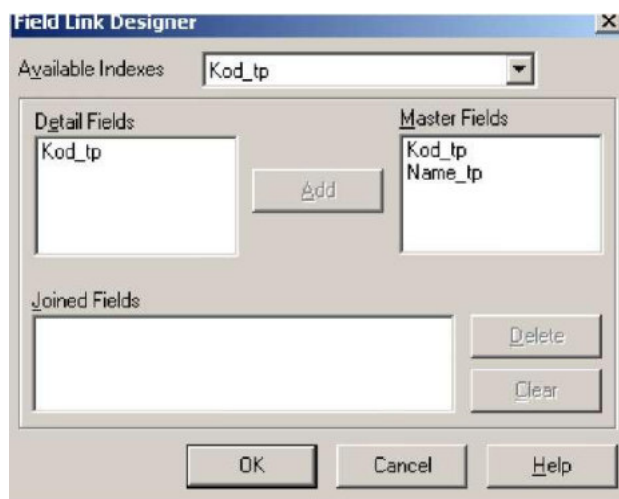 Field Link Designer
Available Indexes Kod_tp
Detail Fields
Master Fields
Kod_tp
Add
Kod_tp
Name_tp
Joined Fields
Delete
Clear
OK Cancel Help